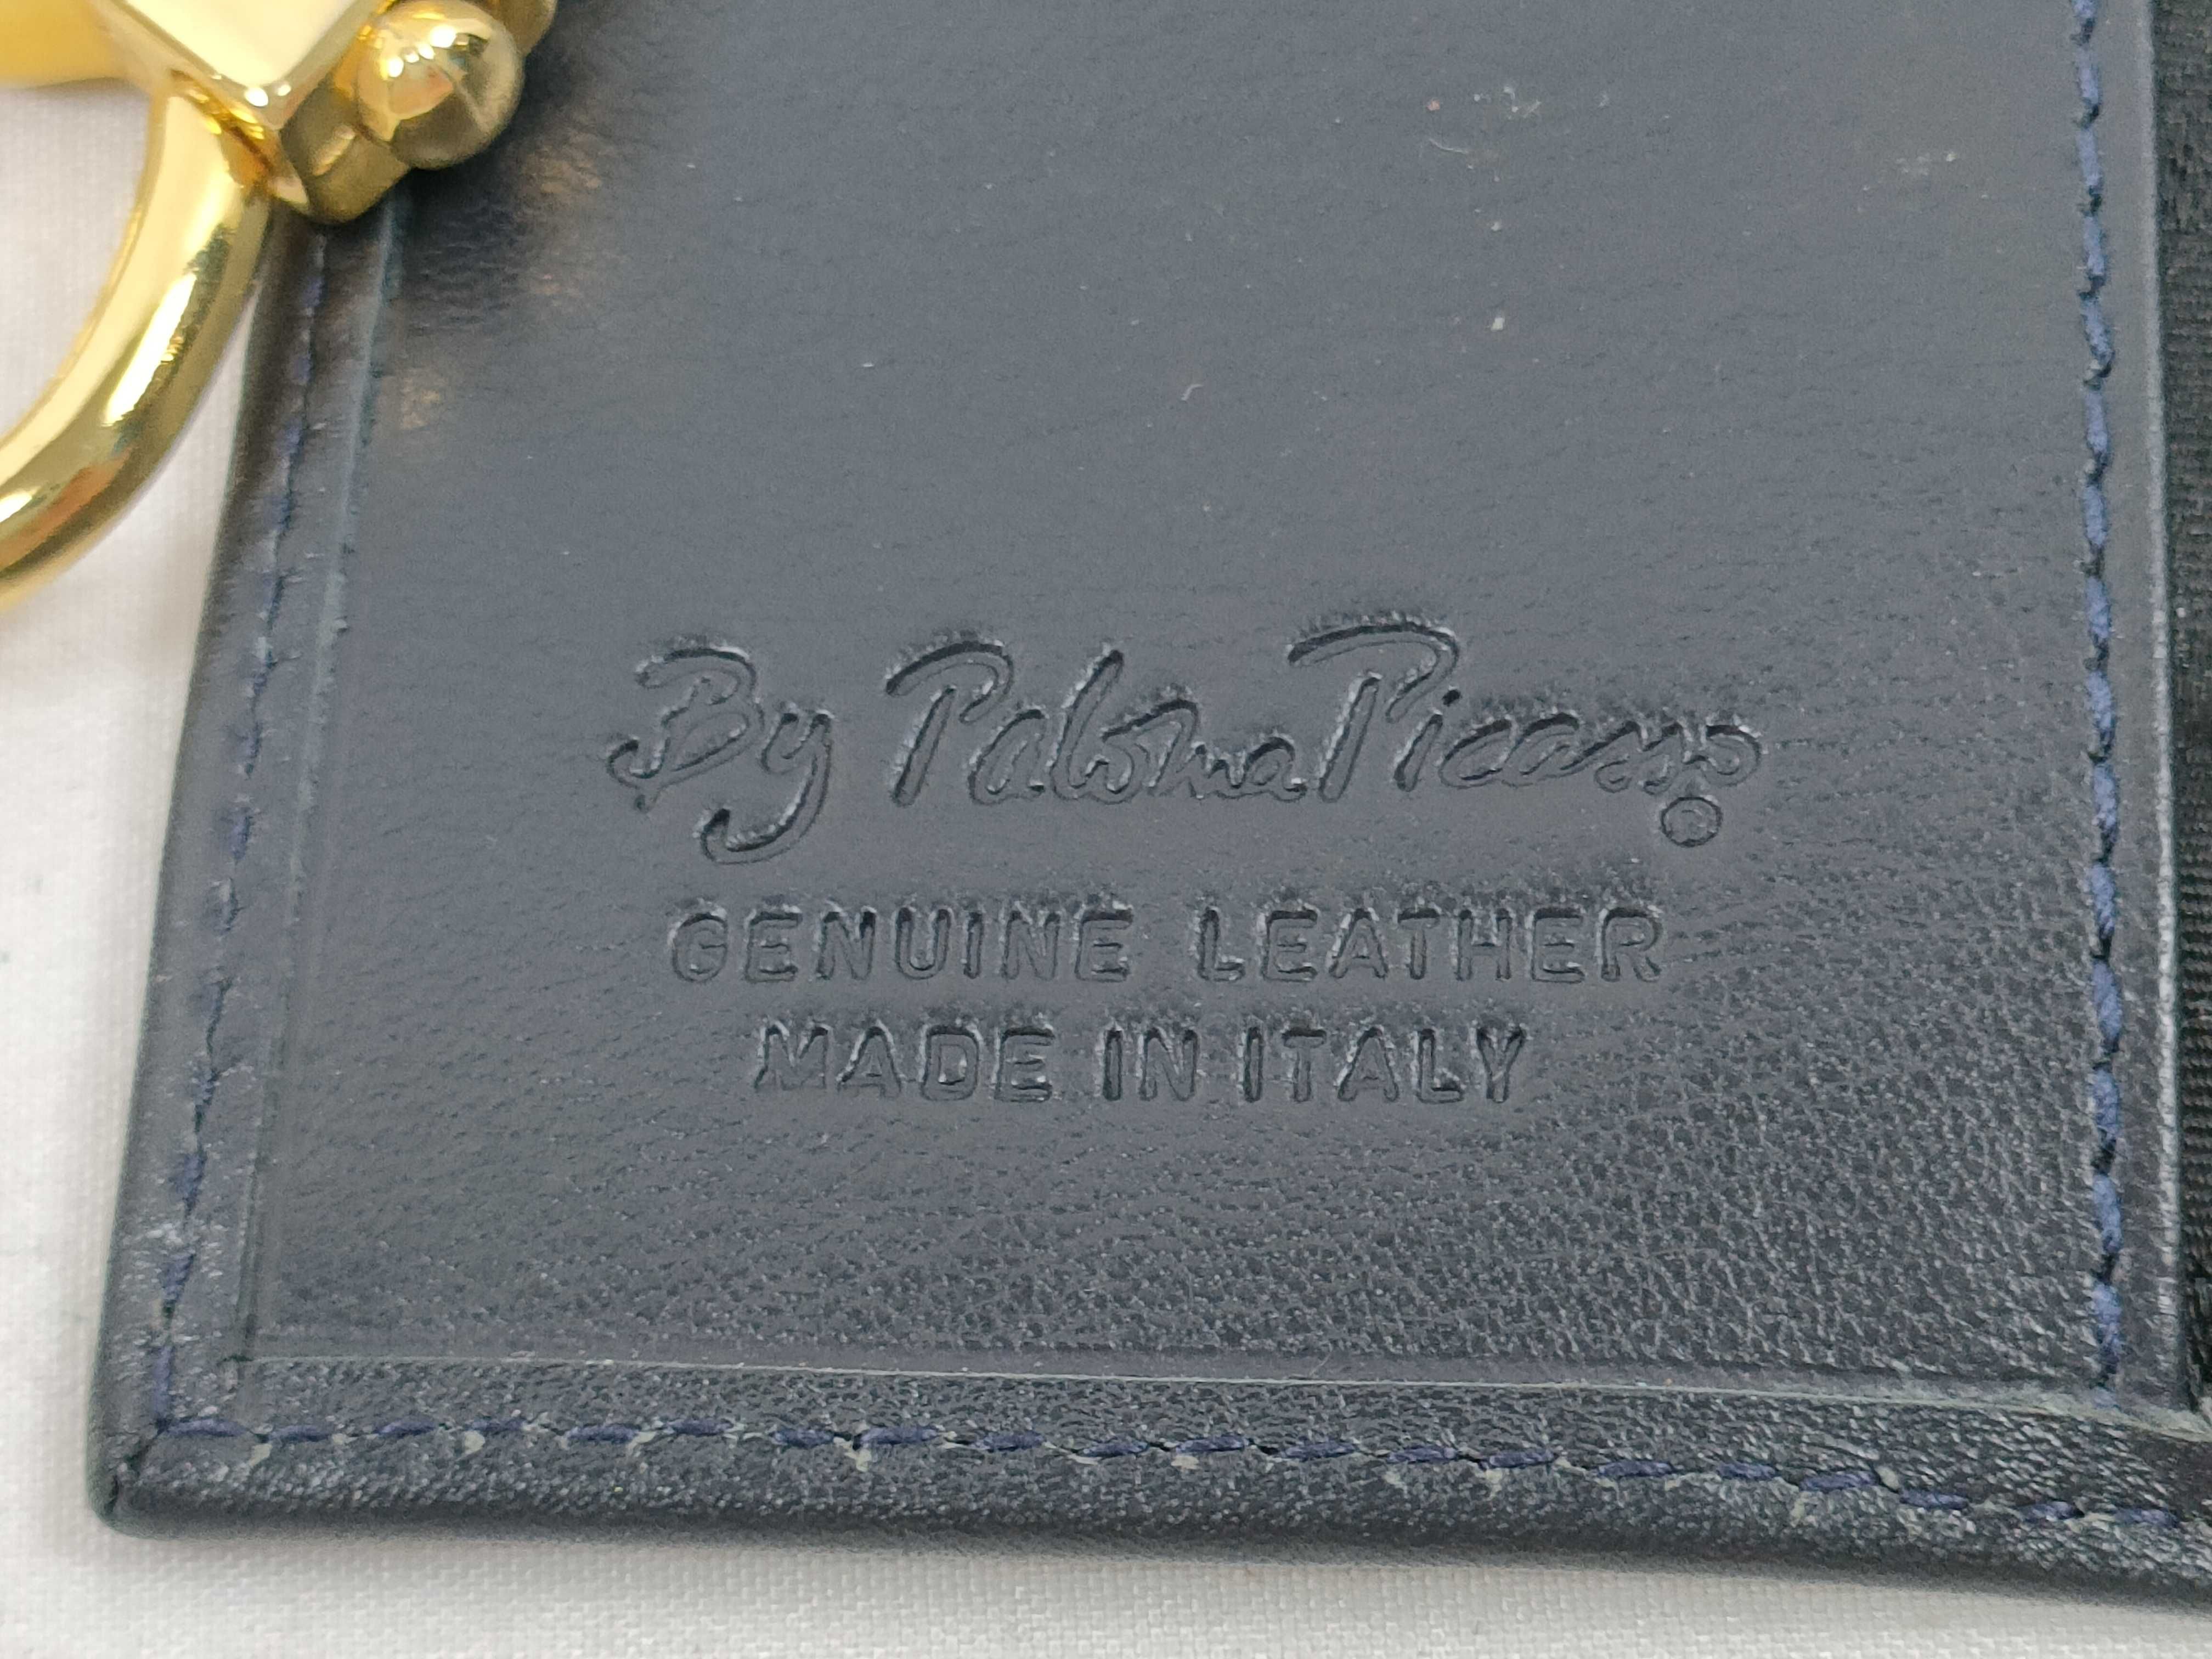 By Paloma Picasso
GENUINE LEATHER
MADE IN ITALY